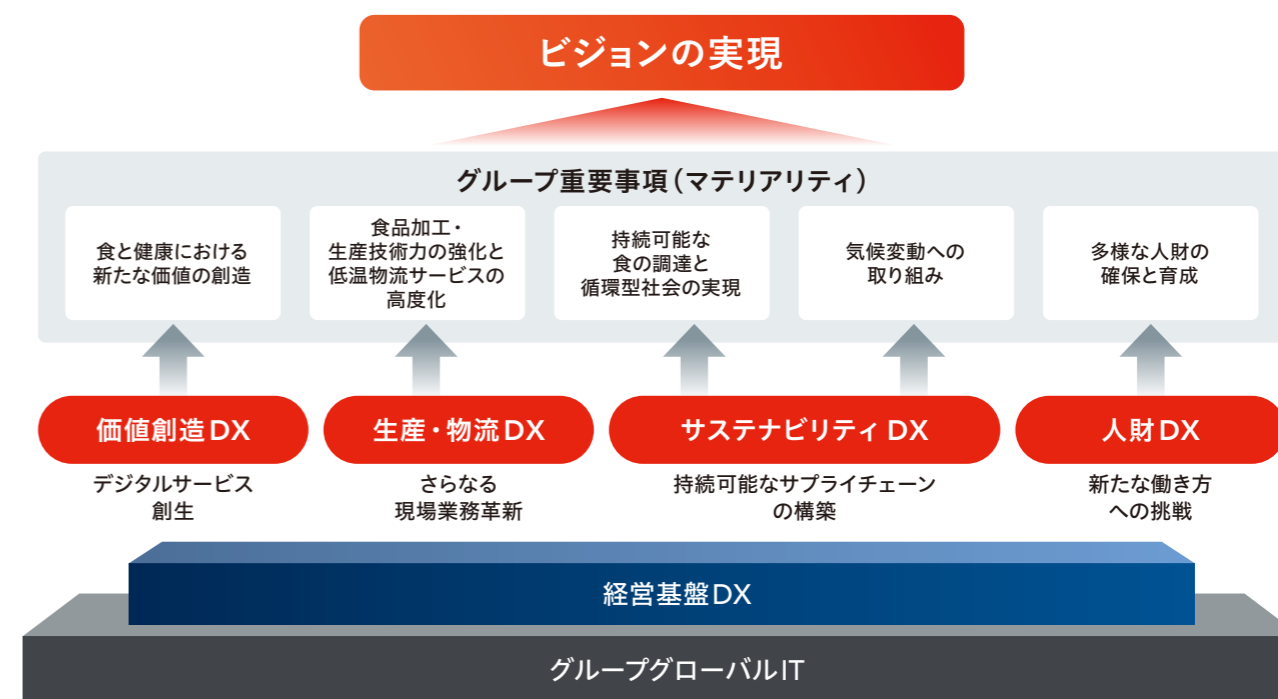 ビジョンの実現
グループ重要事項（マテリアリティ）
食と健康における
新たな価値の創造
食品加工・
生産技術力の強化と
低温物流サービスの
高度化
持続可能な
食の調達と
循環型社会の実現
気候変動への
取り組み
多様な人財の
確保と育成
価値創造DX
デジタルサービス
創生
生産・物流DX
さらなる
現場業務革新
サステナビリティDX
持続可能なサプライチェーン
の構築
人財DX
新たな働き方
への挑戦
経営基盤DX
グループグローバルIT